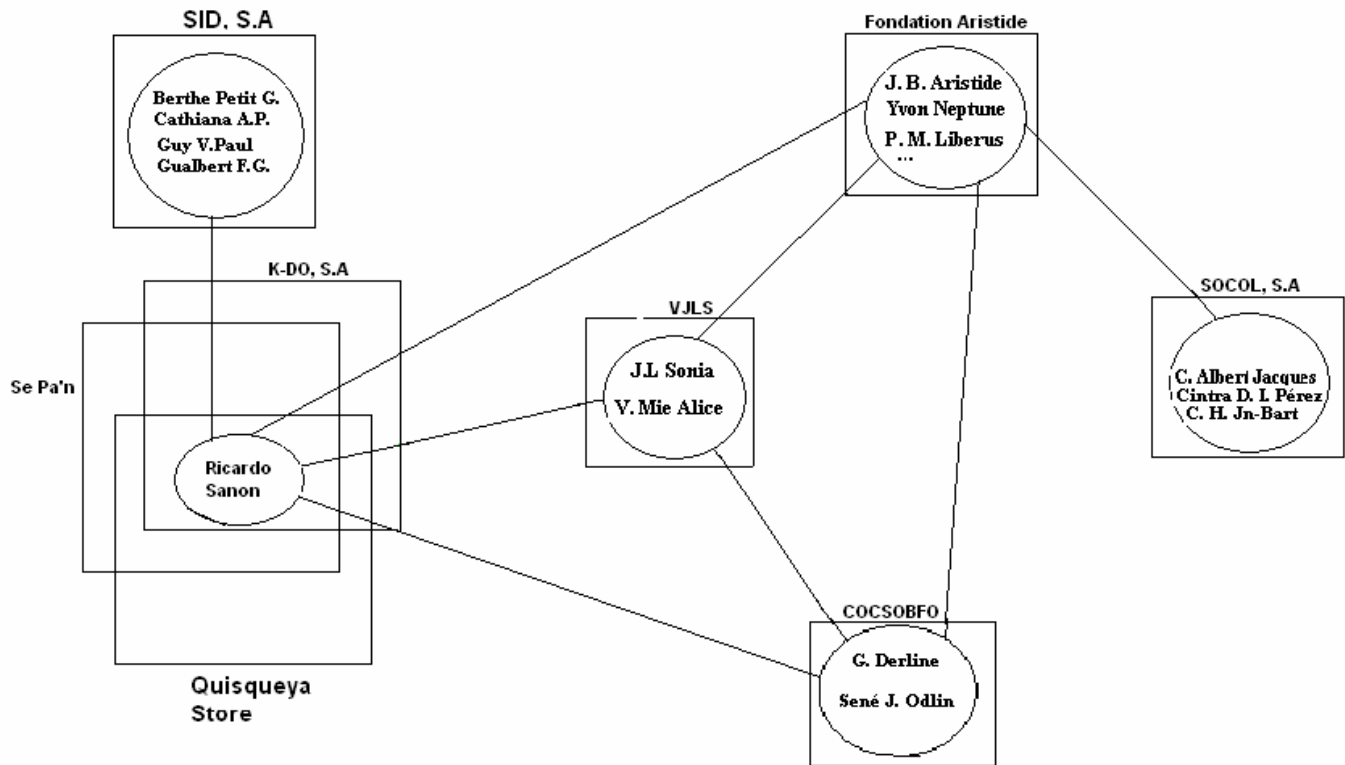 SID, S.A
Berthe Petit G.
Cathiana A.P.
Guy V.Paul
Gualbert F.G.
Fondation Aristide
J. B. Aristide
Yvon Neptune
P. M. Liberus
...
K-DO, S.A
Se Pa'n
Ricardo
Sanon
Quisqueya
Store
VJLS
J.L Sonia
V. Mie Alice
SOCOL, S.A
C. Albert Jacques
Cintra D. I. Pérez
C. H. Jn-Bart
COCSOBFO
G. Derline
Sené J. Odlin